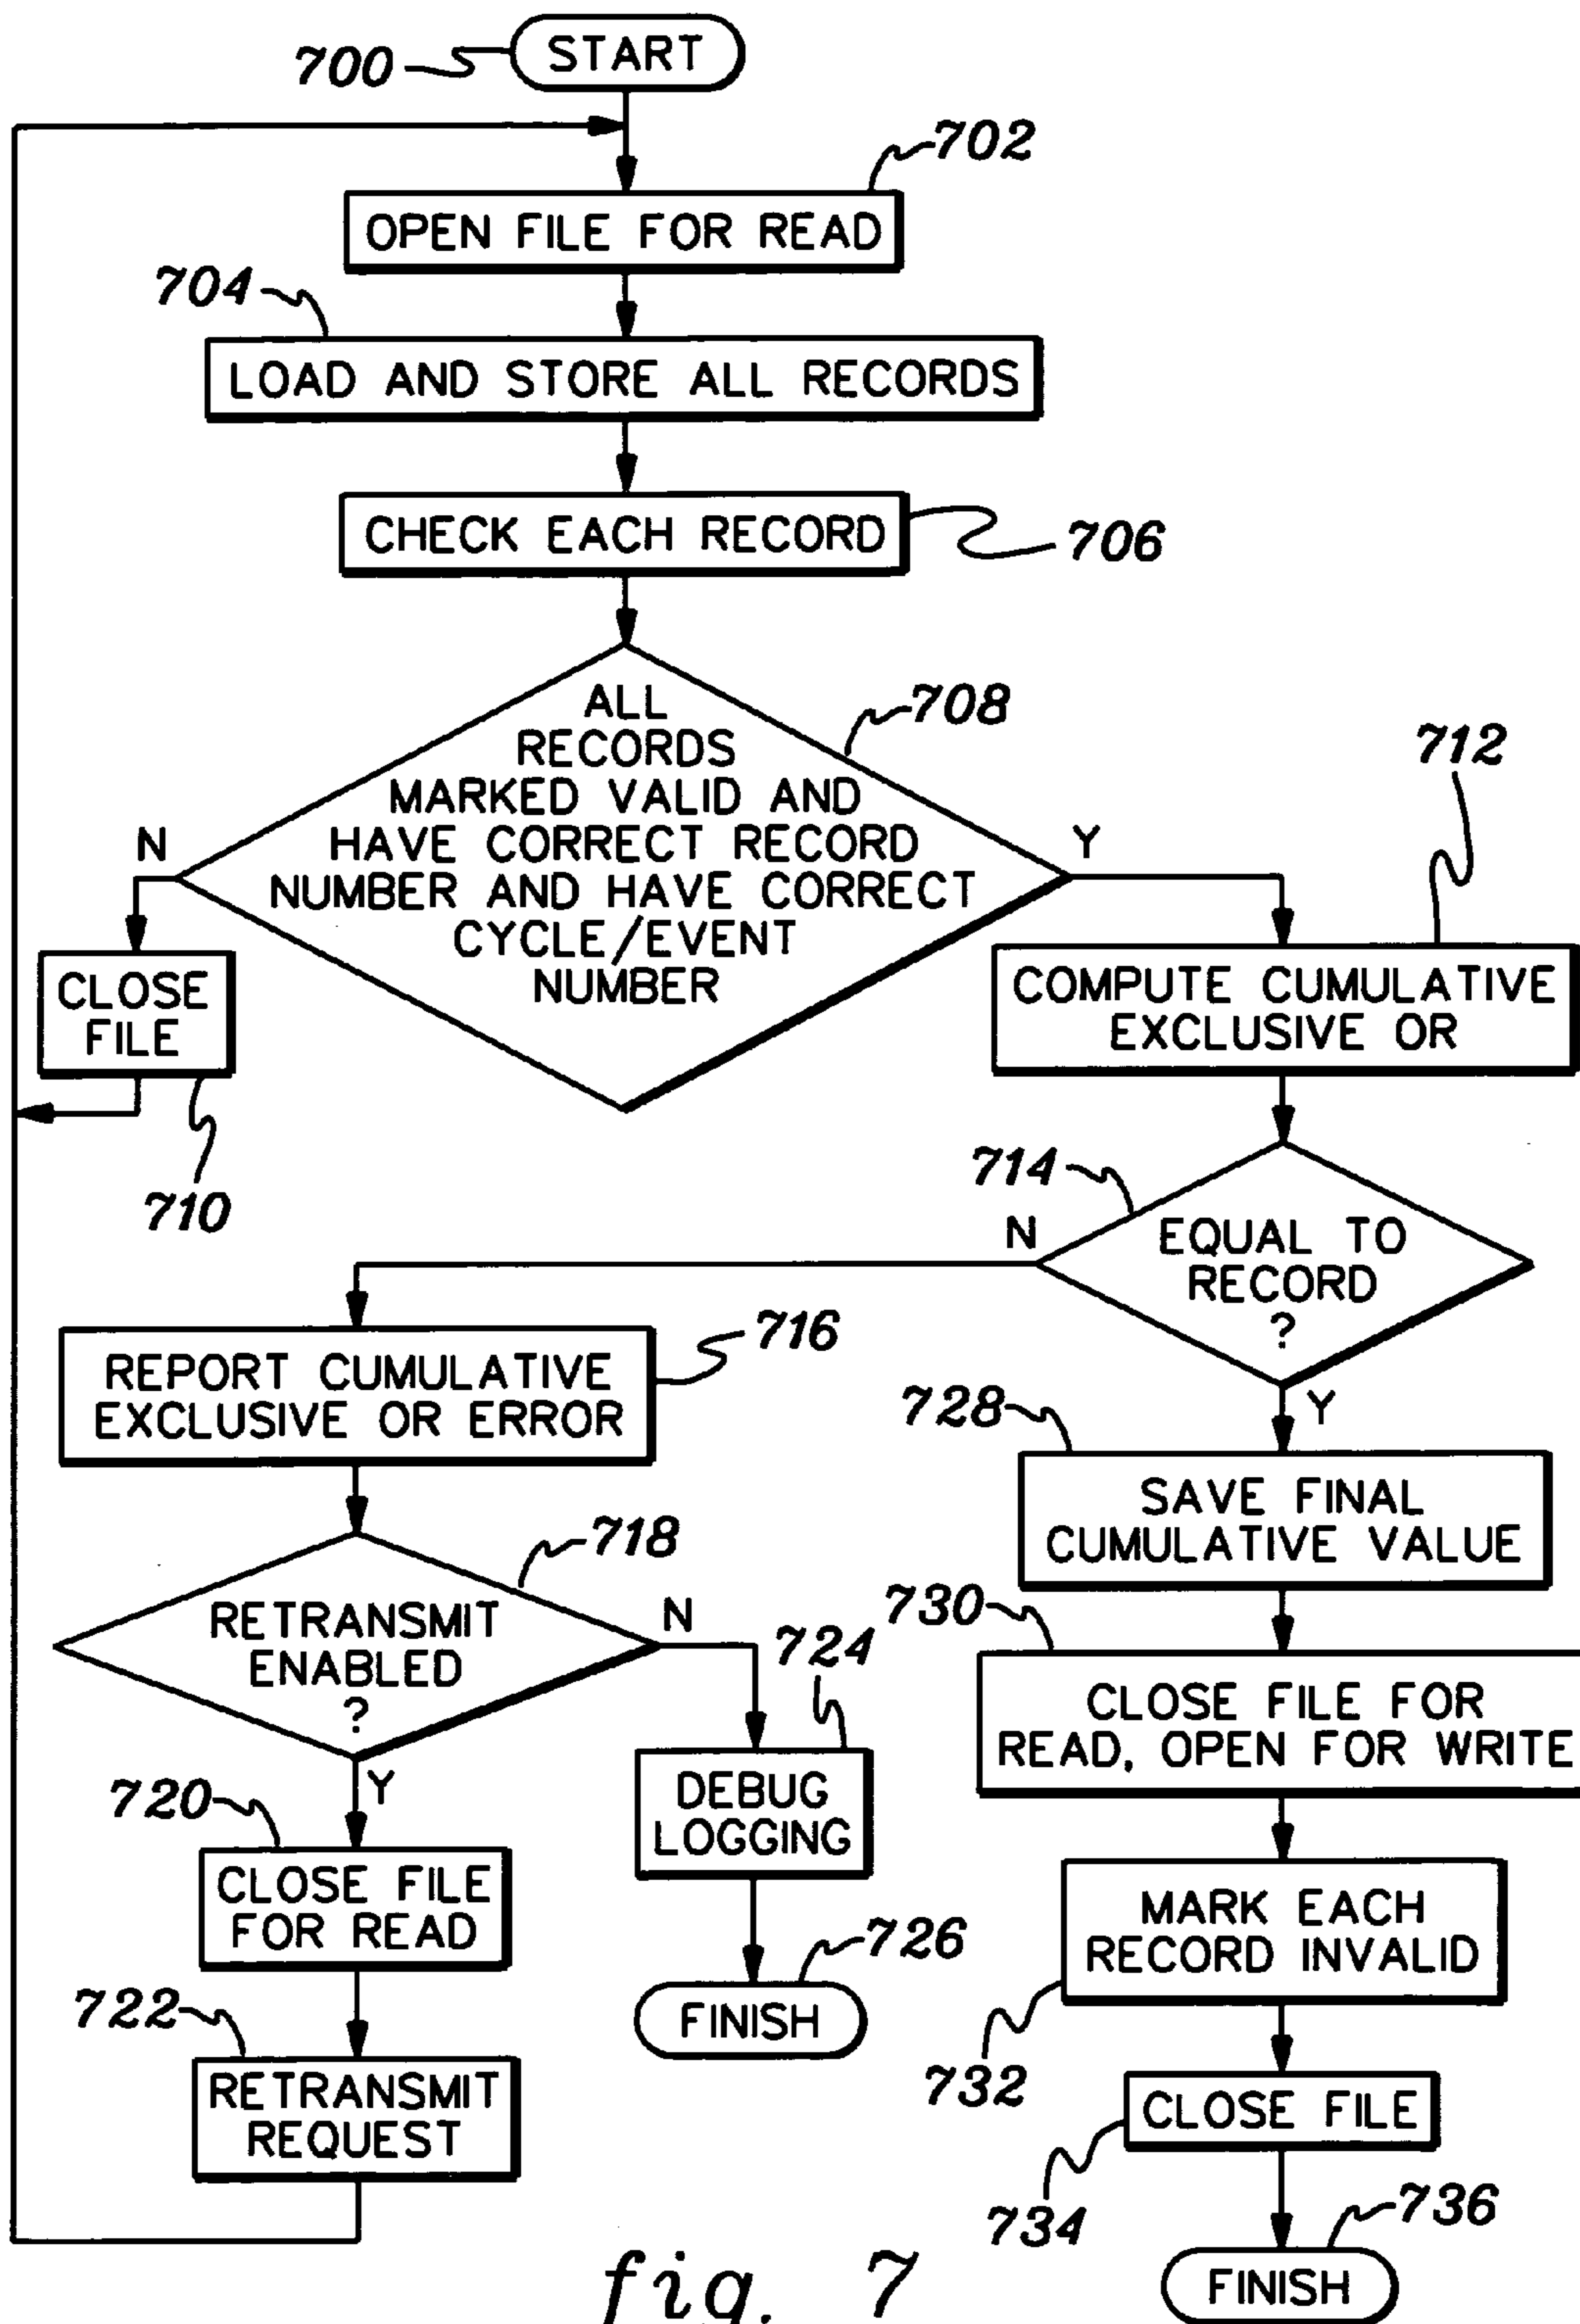 700
START
702
OPEN FILE FOR READ
704
LOAD AND STORE ALL RECORDS
CHECK EACH RECORD
706
ALL
RECORDS
MARKED VALID AND
HAVE CORRECT RECORD
NUMBER AND HAVE CORRECT
CYCLE/EVENT
NUMBER
708
N
Y
CLOSE
FILE
710
712
COMPUTE CUMULATIVE
EXCLUSIVE OR
714
N
EQUAL TO
RECORD
?
Y
REPORT CUMULATIVE
EXCLUSIVE OR ERROR
716
718
RETRANSMIT
ENABLED
?
N
Y
724
DEBUG
LOGGING
726
FINISH
720
CLOSE FILE
FOR READ
722
RETRANSMIT
REQUEST
728
SAVE FINAL
CUMULATIVE VALUE
730
CLOSE FILE FOR
READ, OPEN FOR WRITE
MARK EACH
RECORD INVALID
732
CLOSE FILE
734
736
FINISH
fig. 7